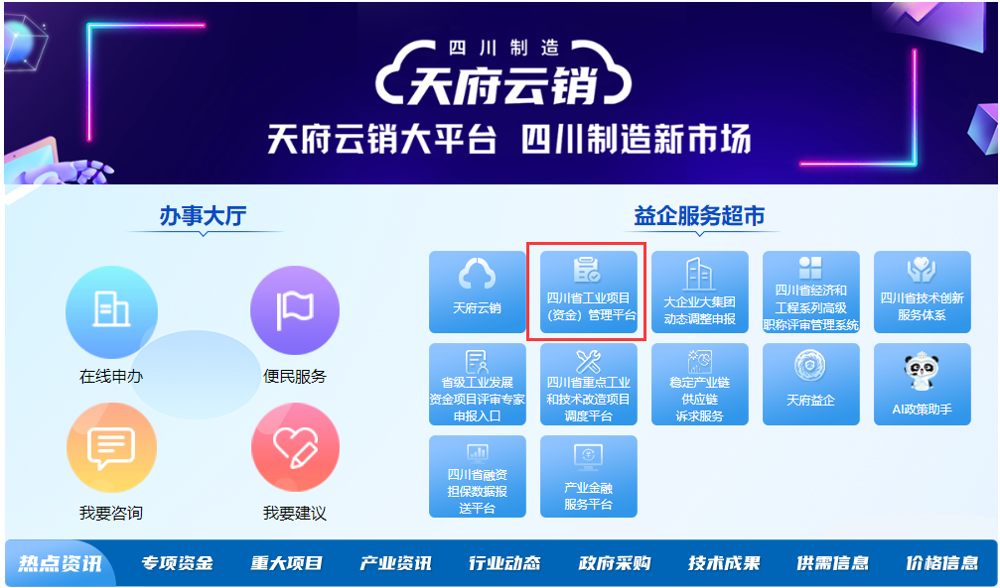 四川制造
天府云销
天府云销大平台 四川制造新市场
办事大厅
在线申办
便民服务
我要咨询
我要建议
益企服务超市
天府云销
四川省工业项目
（资金）管理平台
大企业大集团
动态调整申报
四川省经济和
工程系列高级
职称评审管理系统
四川省技术创新
服务体系
省级工业发展
资金项目评审专家
申报入口
四川省重点工业
和技术改造项目
调度平台
稳定产业链
供应链
诉求服务
天府益企
AI政策助手
四川省融资
担保数据报
送平台
产业金融
服务平台
热点资讯 专项资金 重大项目 产业资讯 行业动态 政府采购 技术成果 供需信息 价格信息